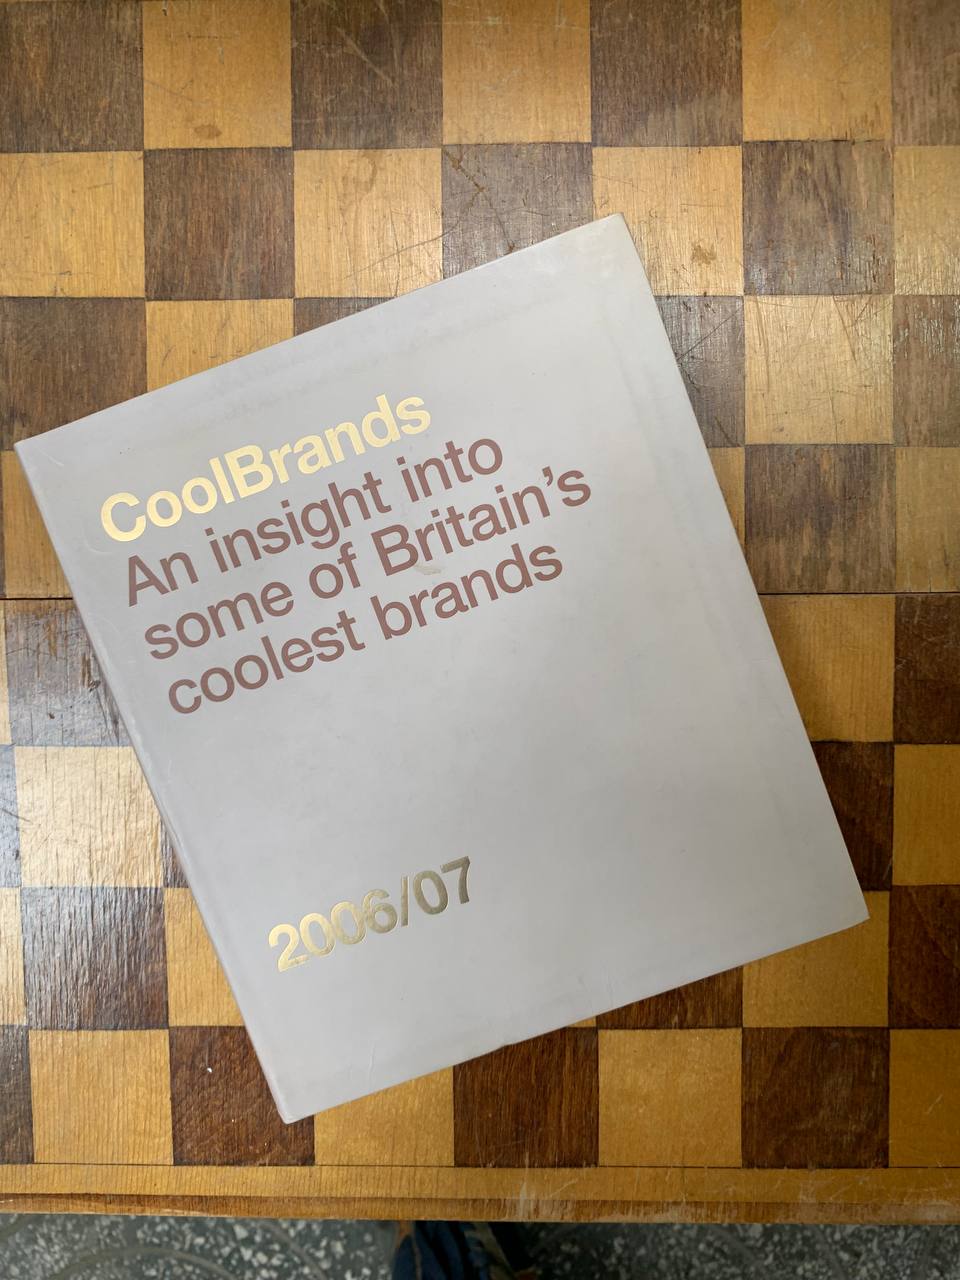 CoolBrands
An insight into
some of Britain's
coolest brands
2006/07